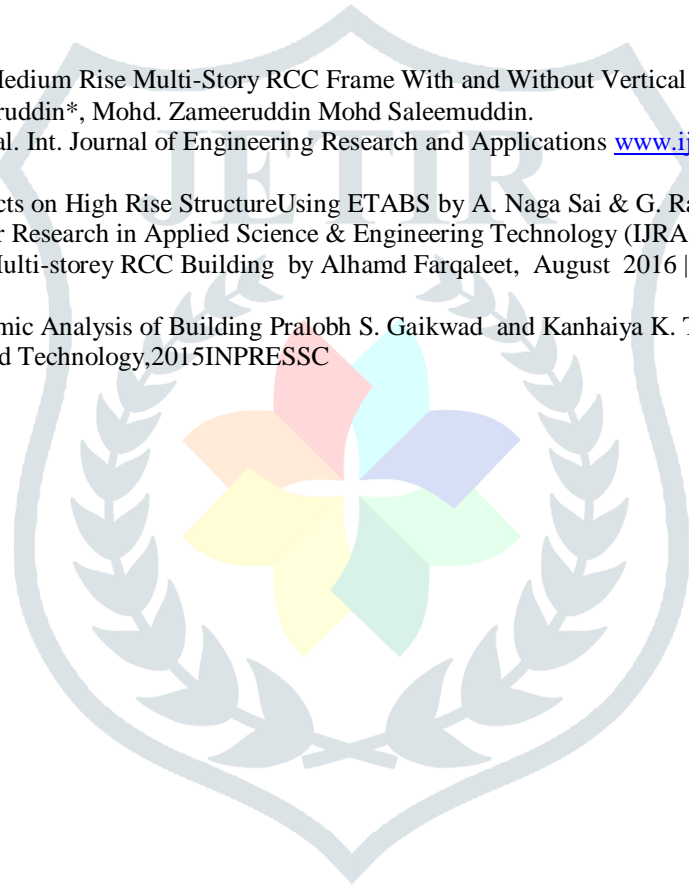 Medium Rise Multi-Story RCC Frame With and Without Vertical
ruddin*, Mohd. Zameeruddin Mohd Saleemuddin.
al. Int. Journal of Engineering Research and Applications www.ij
JETIR
cts on High Rise StructureUsing ETABS by A. Naga Sai & G. Ra
r Research in Applied Science & Engineering Technology (IJRA
Multi-storey RCC Building by Alhamd Farqaleet, August 2016 |
mic Analysis of Building Pralobh S. Gaikwad and Kanhaiya K. T
d Technology,2015INPRESSC